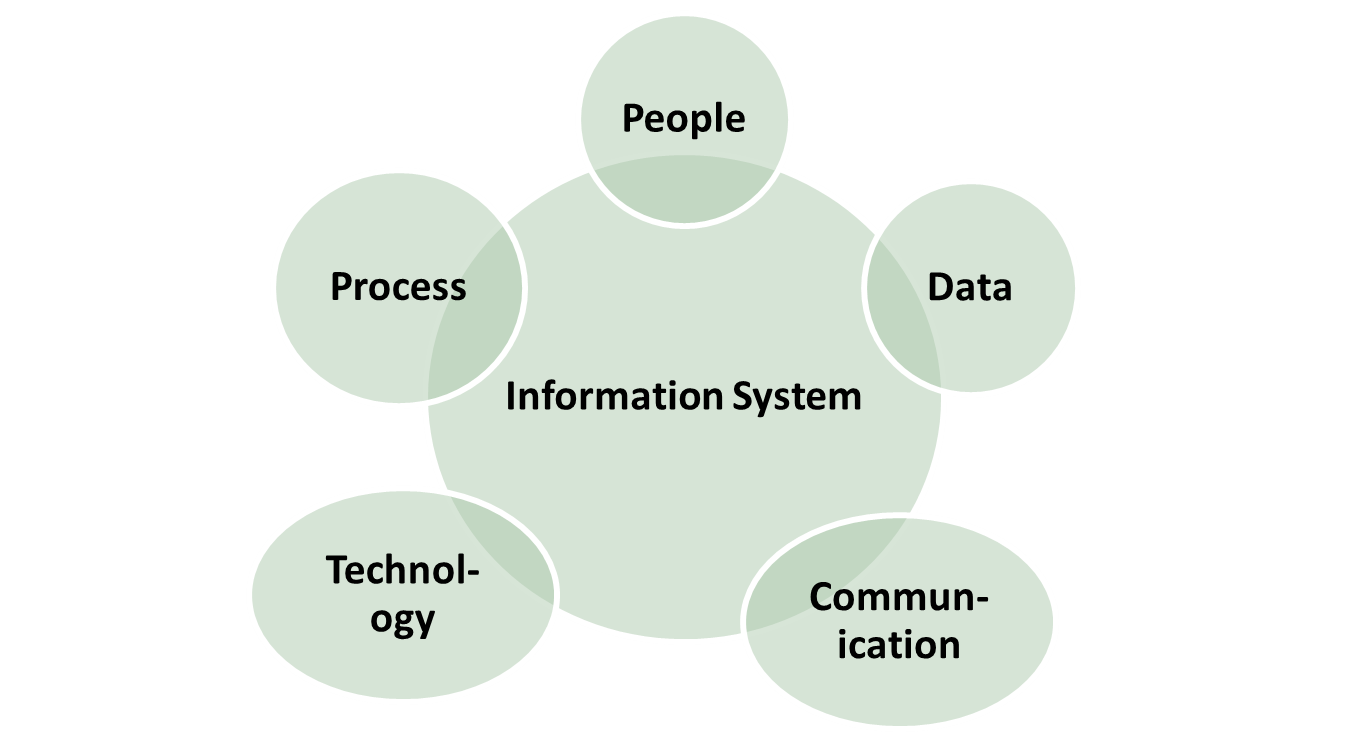 People
Process
Data
Information System
Technol-
ogy
Commun-
ication